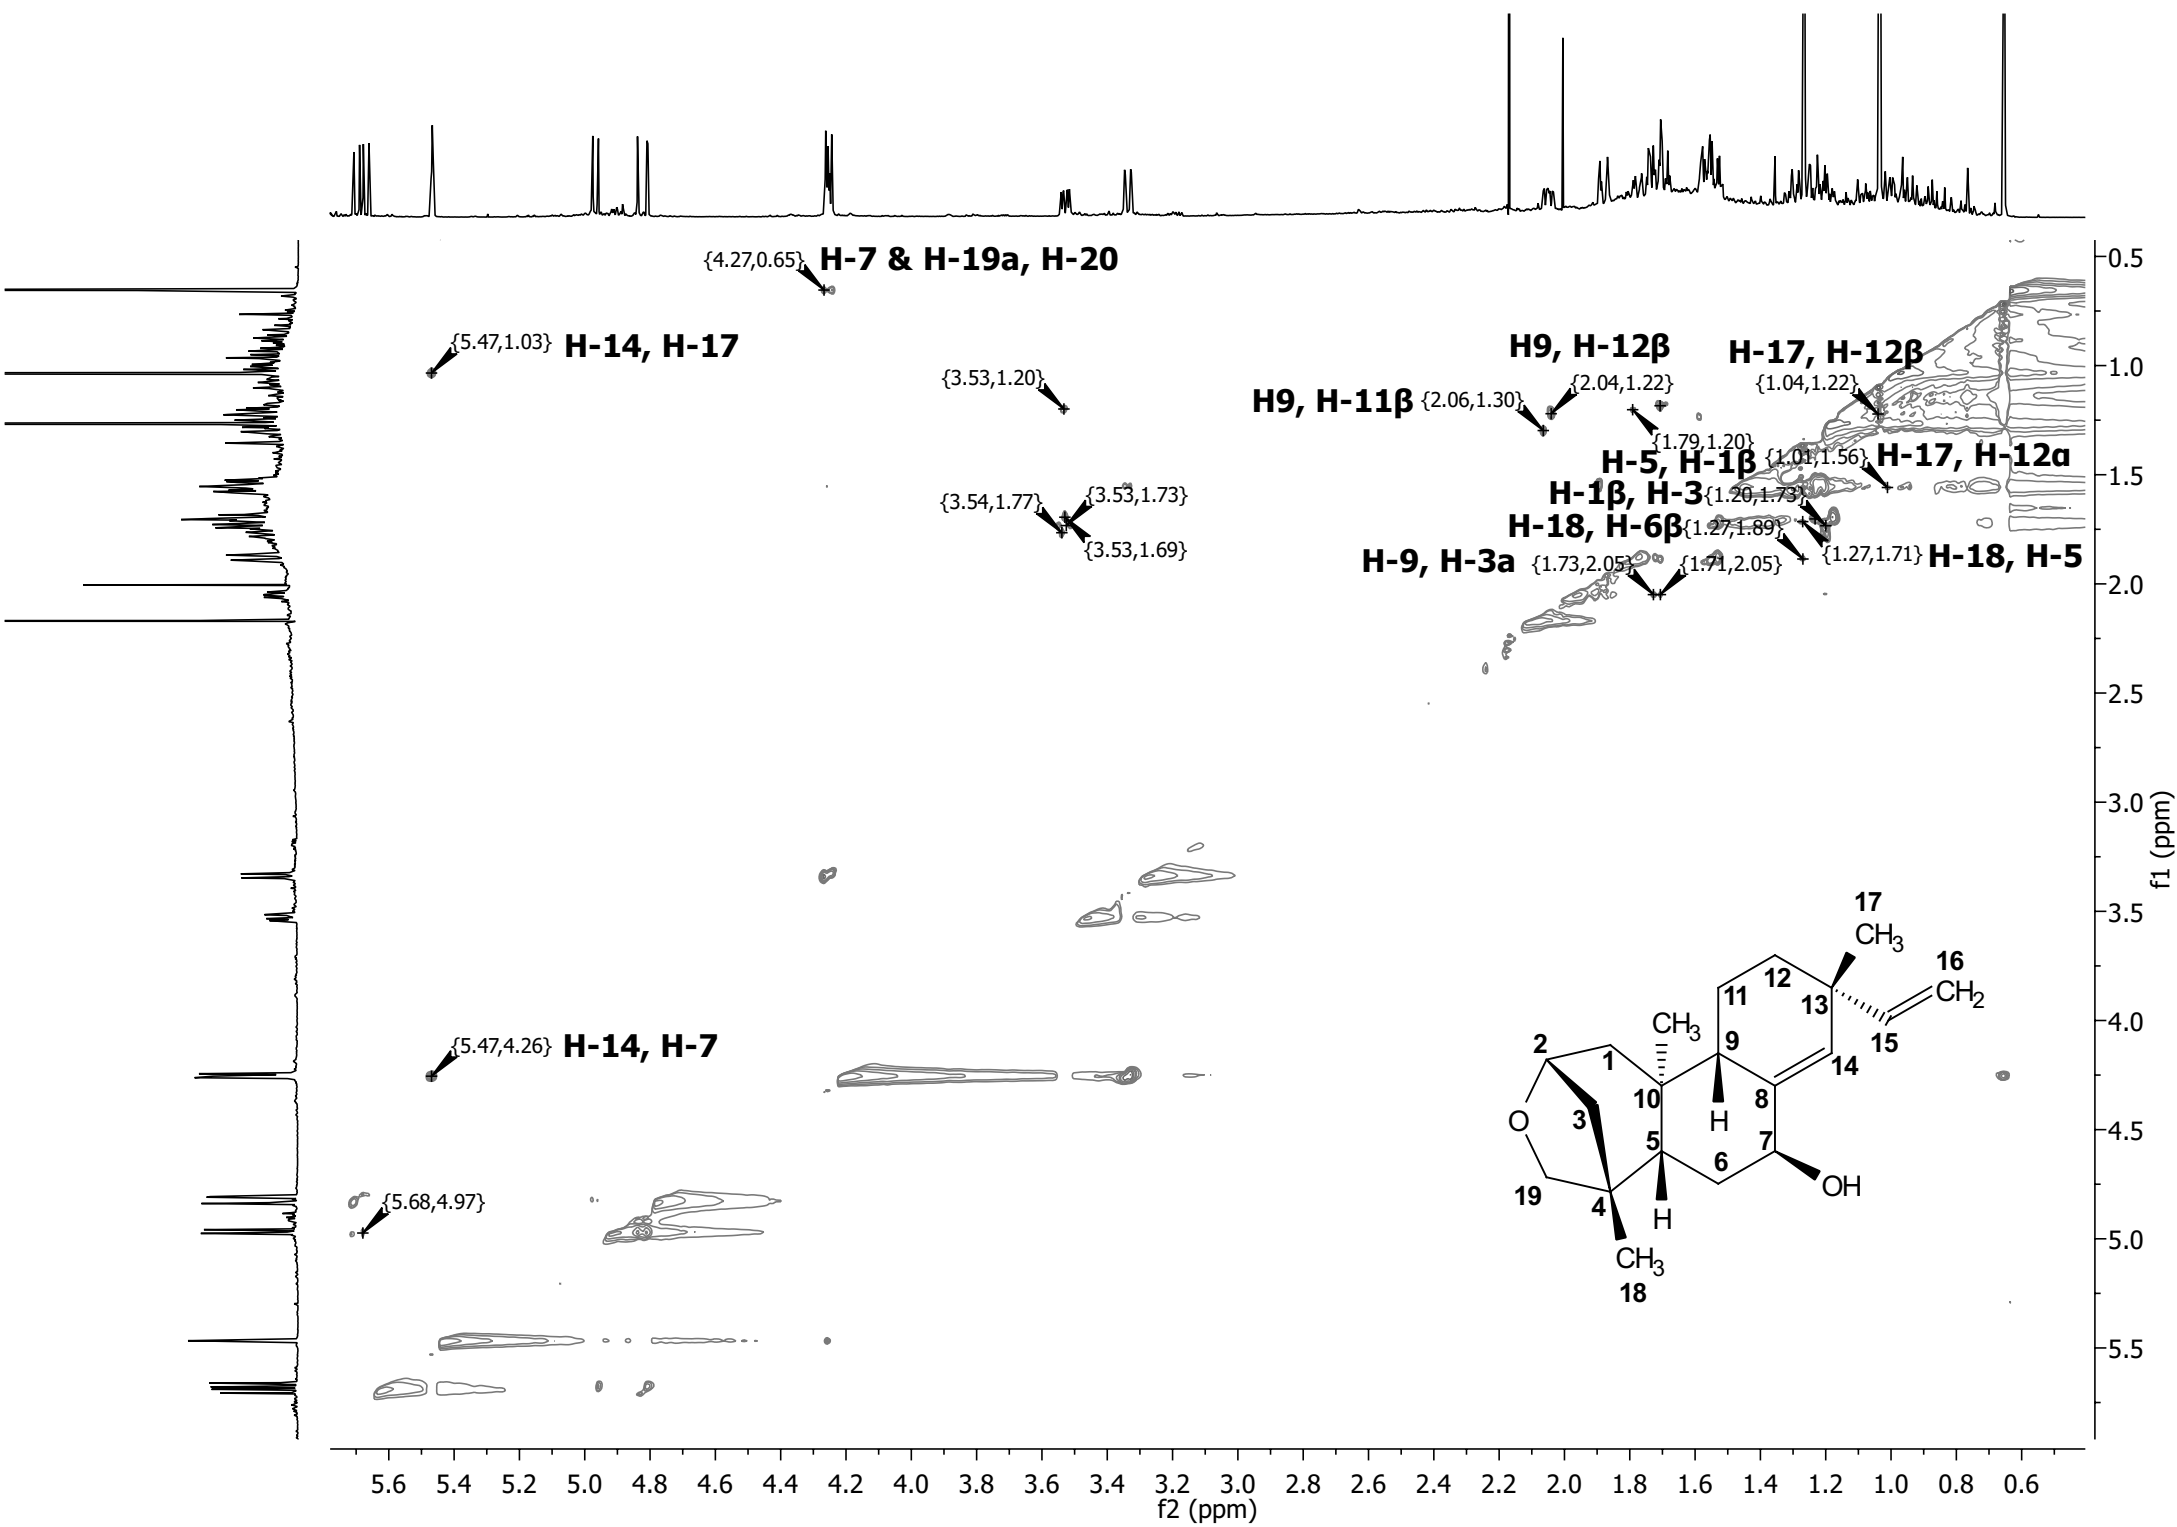 {4.27,0.65} H-7 & H-19a, H-20
{5.47,1.03} H-14, H-17
{3.53,1.20}
H9, H-12β
{2.04,1.22}
H9, H-11β {2.06,1.30}
H-17, H-12β
{1.04,1.22}
{1.79,1.20}
H-5, H-1β
{1.01,1.56} H-17, H-12α
{3.54,1.77} {3.53,1.73}
H-1β, H-3 {1.20,1.73}
H-18, H-6β {1.27,1.89}
{3.53,1.69}
H-9, H-3a {1.73,2.05} {1.71,2.05}
{1.27,1.71} H-18, H-5
{5.47,4.26} H-14, H-7
{5.68,4.97}
17
CH3
16
CH2
12
11
13
15
14
CH3
2
1
9
10
8
H
O
3
5
6
7
OH
19
4
H
CH3
18
0.5
1.0
1.5
2.0
2.5
3.0
3.5
4.0
4.5
5.0
5.5
f1 (ppm)
5.6 5.4 5.2 5.0 4.8 4.6 4.4 4.2 4.0 3.8 3.6 3.4 3.2 3.0 2.8 2.6 2.4 2.2 2.0 1.8 1.6 1.4 1.2 1.0 0.8 0.6
f2 (ppm)